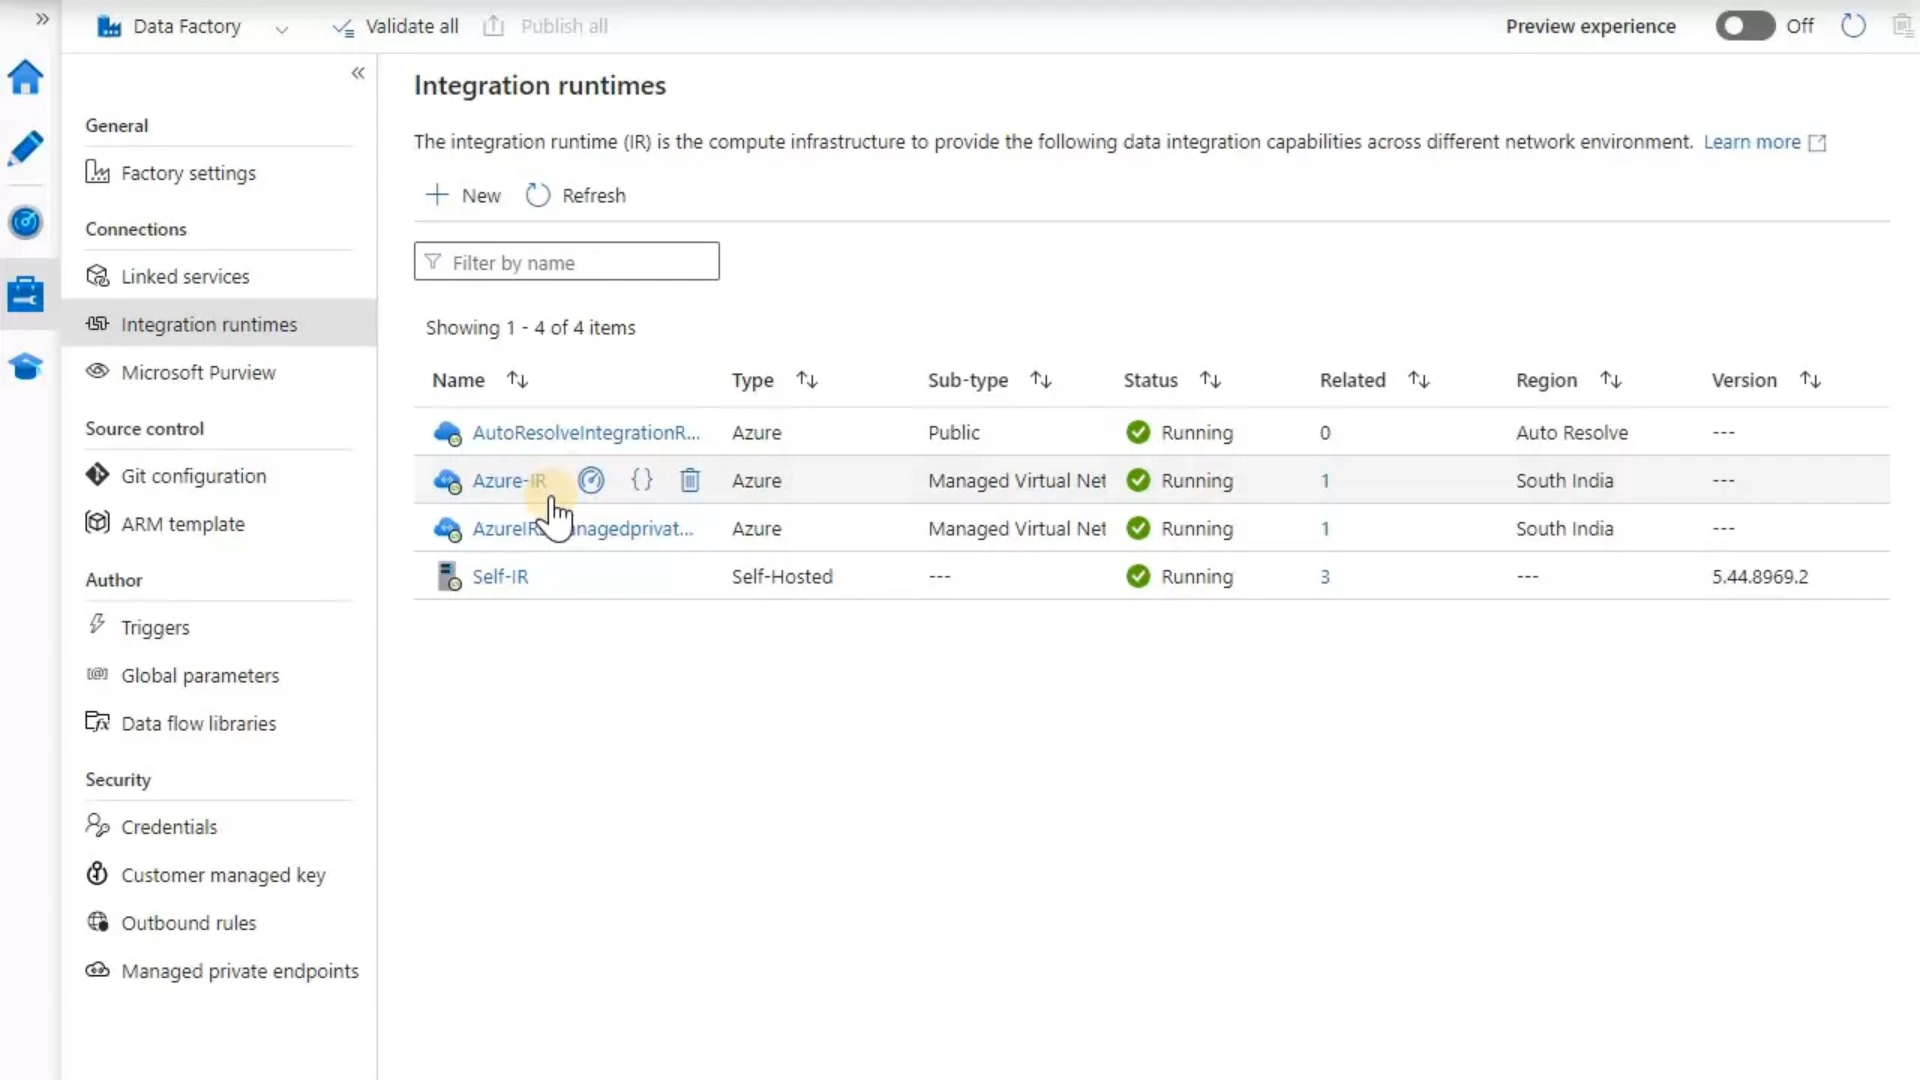 Data Factory Validate all Publish all Preview experience Off
General
Factory settings
Connections
Linked services
Integration runtimes
Microsoft Purview
Source control
Git configuration
ARM template
Author
Triggers
Global parameters
Data flow libraries
Security
Credentials
Customer managed key
Outbound rules
Managed private endpoints
Integration runtimes
The integration runtime (IR) is the compute infrastructure to provide the following data integration capabilities across different network environment. Learn more
New Refresh
Filter by name
Showing 1 - 4 of 4 items
Name Type Sub-type Status Related Region Version
AutoResolveIntegrationR... Azure Public Running 0 Auto Resolve ---
Azure-IR {} Azure Managed Virtual Net Running 1 South India ---
Azure Managed Virtual Net Running 1 South India ---
Self-IR Self-Hosted --- Running 3 --- 5.44.8969.2